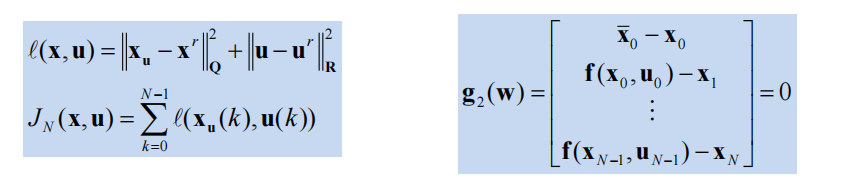 ℓ(x, u) = ‖x_u − x^r‖²_Q + ‖u − u^r‖²_R
J_N(x, u) = ∑_{k=0}^{N−1} ℓ(x_u(k), u(k))
g₂(w) = [ x̄₀ − x₀
f(x₀, u₀) − x₁
⋮
f(x_{N−1}, u_{N−1}) − x_N ] = 0